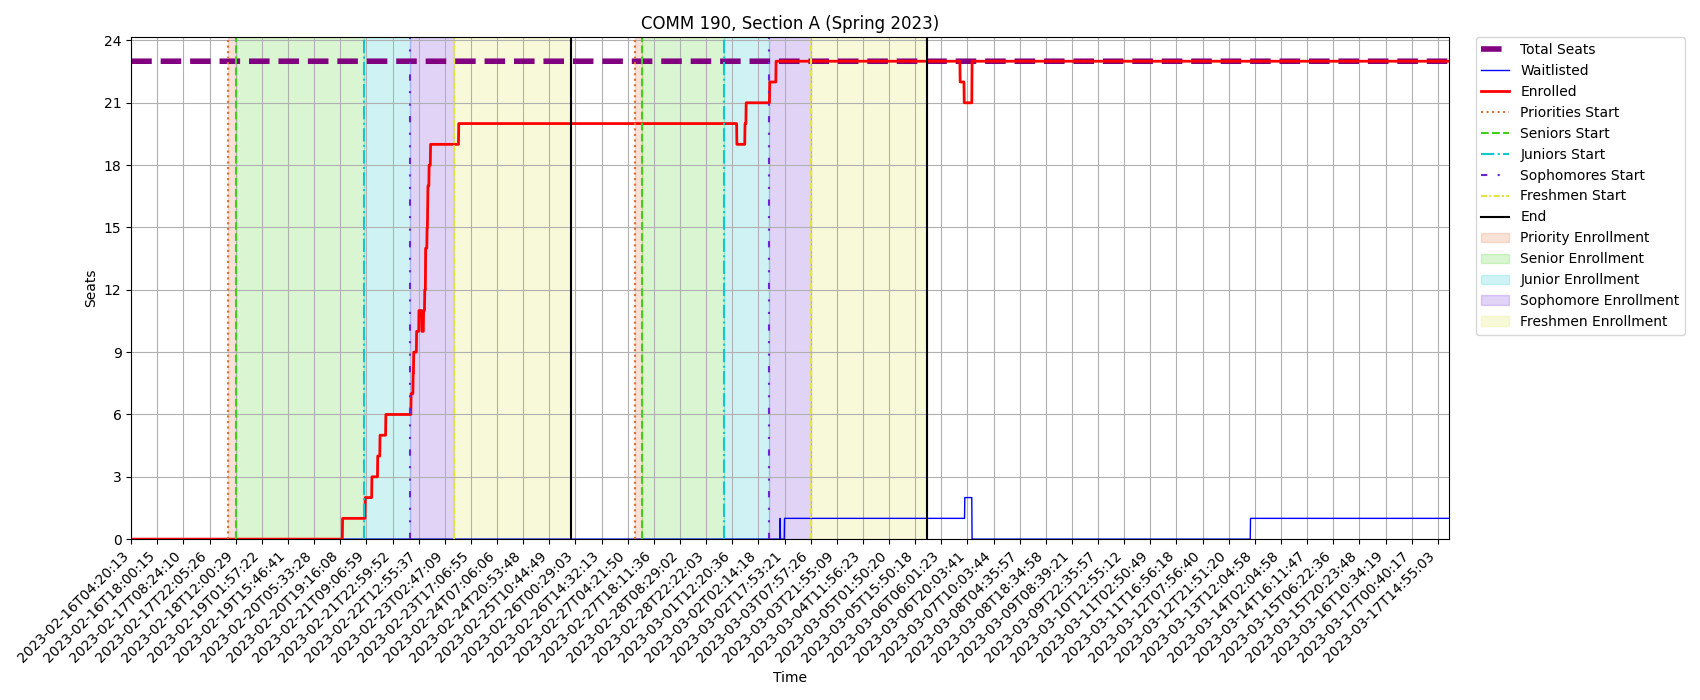 COMM 190, Section A (Spring 2023)
Seats
24
21
18
15
12
9
6
3
0
2023-02-16T04:20:13
2023-02-16T18:00:15
2023-02-17T08:24:10
2023-02-17T22:05:26
2023-02-18T12:00:29
2023-02-19T01:57:22
2023-02-19T15:46:41
2023-02-20T05:33:28
2023-02-20T19:16:08
2023-02-21T09:06:59
2023-02-21T22:59:52
2023-02-22T12:55:37
2023-02-23T02:47:09
2023-02-23T17:06:55
2023-02-24T07:06:06
2023-02-24T20:53:48
2023-02-25T10:44:49
2023-02-26T00:29:03
2023-02-26T14:32:13
2023-02-27T04:21:50
2023-02-27T18:11:36
2023-02-28T08:29:02
2023-02-28T22:22:03
2023-03-01T12:20:36
2023-03-02T02:14:18
2023-03-02T17:53:21
2023-03-03T07:57:26
2023-03-03T21:55:09
2023-03-04T11:56:23
2023-03-05T01:50:20
2023-03-05T15:50:18
2023-03-06T06:01:23
2023-03-06T20:03:41
2023-03-07T10:03:44
2023-03-08T04:35:57
2023-03-08T18:34:58
2023-03-09T08:39:21
2023-03-09T22:35:57
2023-03-10T12:55:12
2023-03-11T02:50:49
2023-03-11T16:56:18
2023-03-12T07:56:40
2023-03-12T21:51:20
2023-03-13T12:04:58
2023-03-14T02:04:58
2023-03-14T16:11:47
2023-03-15T06:22:36
2023-03-15T20:23:48
2023-03-16T10:34:19
2023-03-17T00:40:17
2023-03-17T14:55:03
Time
Total Seats
Waitlisted
Enrolled
Priorities Start
Seniors Start
Juniors Start
Sophomores Start
Freshmen Start
End
Priority Enrollment
Senior Enrollment
Junior Enrollment
Sophomore Enrollment
Freshmen Enrollment